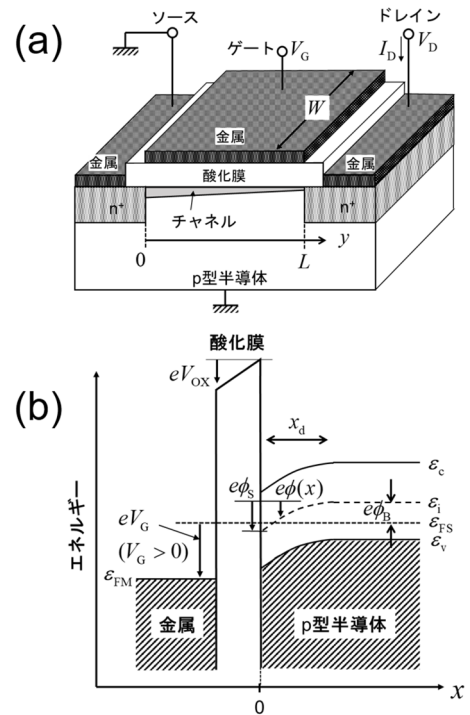 (a)
ソース
ドレイン
ゲート
V_G
I_D
V_D
W
金属
金属
金属
酸化膜
n⁺
チャネル
n⁺
0
L
y
p型半導体
(b)
酸化膜
eV_OX
x_d
エネルギー
eϕ_S
eϕ(x)
ε_c
ε_i
eϕ_B
ε_FS
ε_v
eV_G
(V_G>0)
ε_FM
金属
p型半導体
0
x